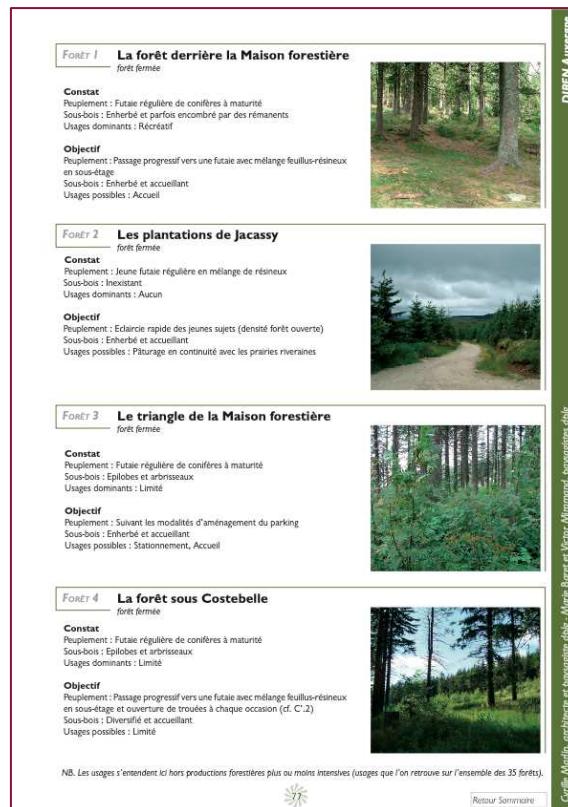 FORÊT 1 La forêt derrière la Maison forestière
forêt fermée
Constat
Peuplement : Futaie régulière de conifères à maturité
Sous-bois : Enherbé et parfois encombré par des rémanents
Usages dominants : Récréatif
Objectif
Peuplement : Passage progressif vers une futaie avec mélange feuillus-résineux
en sous-étage
Sous-bois : Enherbé et accueillant
Usages possibles : Accueil
FORÊT 2 Les plantations de Jacassy
forêt fermée
Constat
Peuplement : Jeune futaie régulière en mélange de résineux
Sous-bois : Inexistant
Usages dominants : Aucun
Objectif
Peuplement : Eclaircie rapide des jeunes sujets (densité forêt ouverte)
Sous-bois : Enherbé et accueillant
Usages possibles : Pâturage en continuité avec les prairies riveraines
FORÊT 3 Le triangle de la Maison forestière
forêt fermée
Constat
Peuplement : Futaie régulière de conifères à maturité
Sous-bois : Epilobes et arbrisseaux
Usages dominants : Limité
Objectif
Peuplement : Suivant les modalités d'aménagement du parking
Sous-bois : Enherbé et accueillant
Usages possibles : Stationnement, Accueil
FORÊT 4 La forêt sous Costebelle
forêt fermée
Constat
Peuplement : Futaie régulière de conifères à maturité
Sous-bois : Epilobes et arbrisseaux
Usages dominants : Limité
Objectif
Peuplement : Passage progressif vers une futaie avec mélange feuillus-résineux
en sous-étage et ouverture de trouées à chaque occasion (cf. C'.2)
Sous-bois : Diversifié et accueillant
Usages possibles : Limité
NB. Les usages s'entendent ici hors productions forestières plus ou moins intensives (usages que l'on retrouve sur l'ensemble des 35 forêts).
77
Retour Sommaire
DIREN Auvergne
architecte et paysagiste dplg - Marie Baret et Victor Miramand, paysagistes dplg